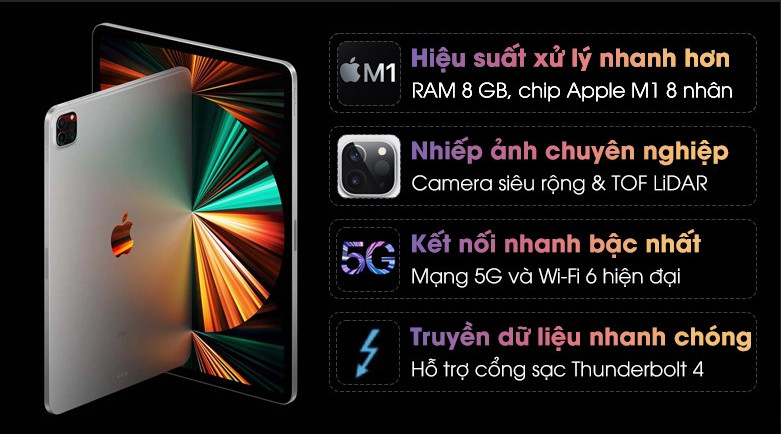 M1
Hiệu suất xử lý nhanh hơn
RAM 8 GB, chip Apple M1 8 nhân
Nhiếp ảnh chuyên nghiệp
Camera siêu rộng & TOF LiDAR
5G
Kết nối nhanh bậc nhất
Mạng 5G và Wi-Fi 6 hiện đại
Truyền dữ liệu nhanh chóng
Hỗ trợ cổng sạc Thunderbolt 4